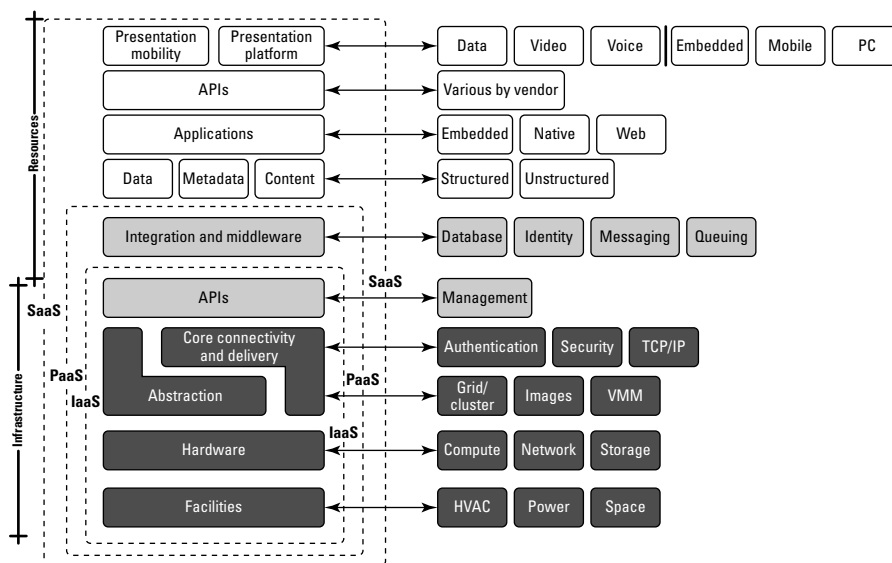 Presentation
mobility
Presentation
platform
Data
Video
Voice
Embedded
Mobile
PC
APIs
Various by vendor
Applications
Embedded
Native
Web
Data
Metadata
Content
Structured
Unstructured
Resources
Integration and middleware
Database
Identity
Messaging
Queuing
SaaS
APIs
SaaS
Management
Core connectivity
and delivery
Authentication
Security
TCP/IP
PaaS
IaaS
Abstraction
PaaS
Grid/
cluster
Images
VMM
Infrastructure
IaaS
Hardware
Compute
Network
Storage
Facilities
HVAC
Power
Space